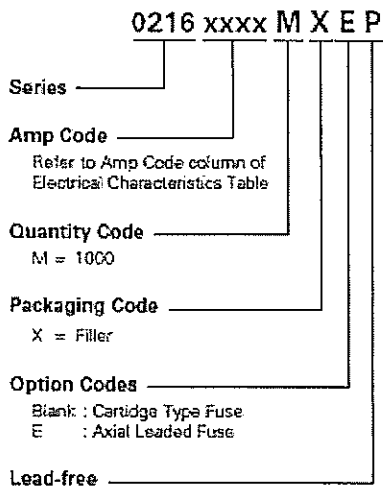 0216 xxxx M X E P
Series
Amp Code
Refer to Amp Code column of
Electrical Characteristics Table
Quantity Code
M = 1000
Packaging Code
X = Filler
Option Codes
Blank : Cartidge Type Fuse
E : Axial Leaded Fuse
Lead-free